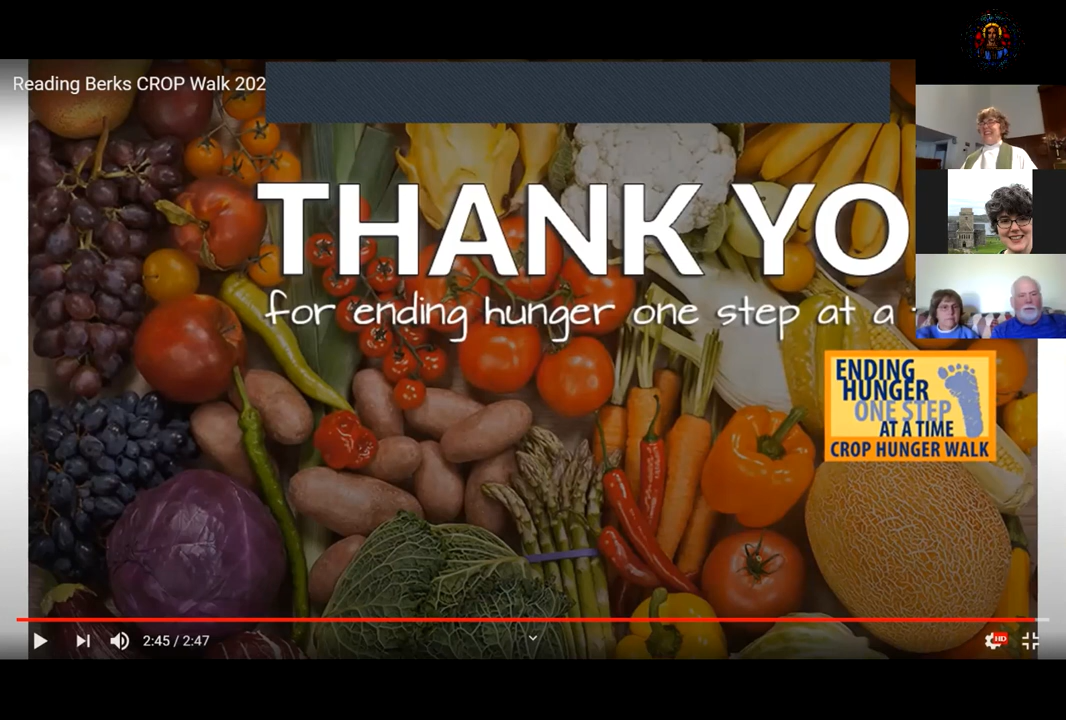 Reading Berks CROP Walk 202
THANK YO
for ending hunger one step at a
ENDING
HUNGER
ONE STEP
AT A TIME
CROP HUNGER WALK
2:45 / 2:47
HD